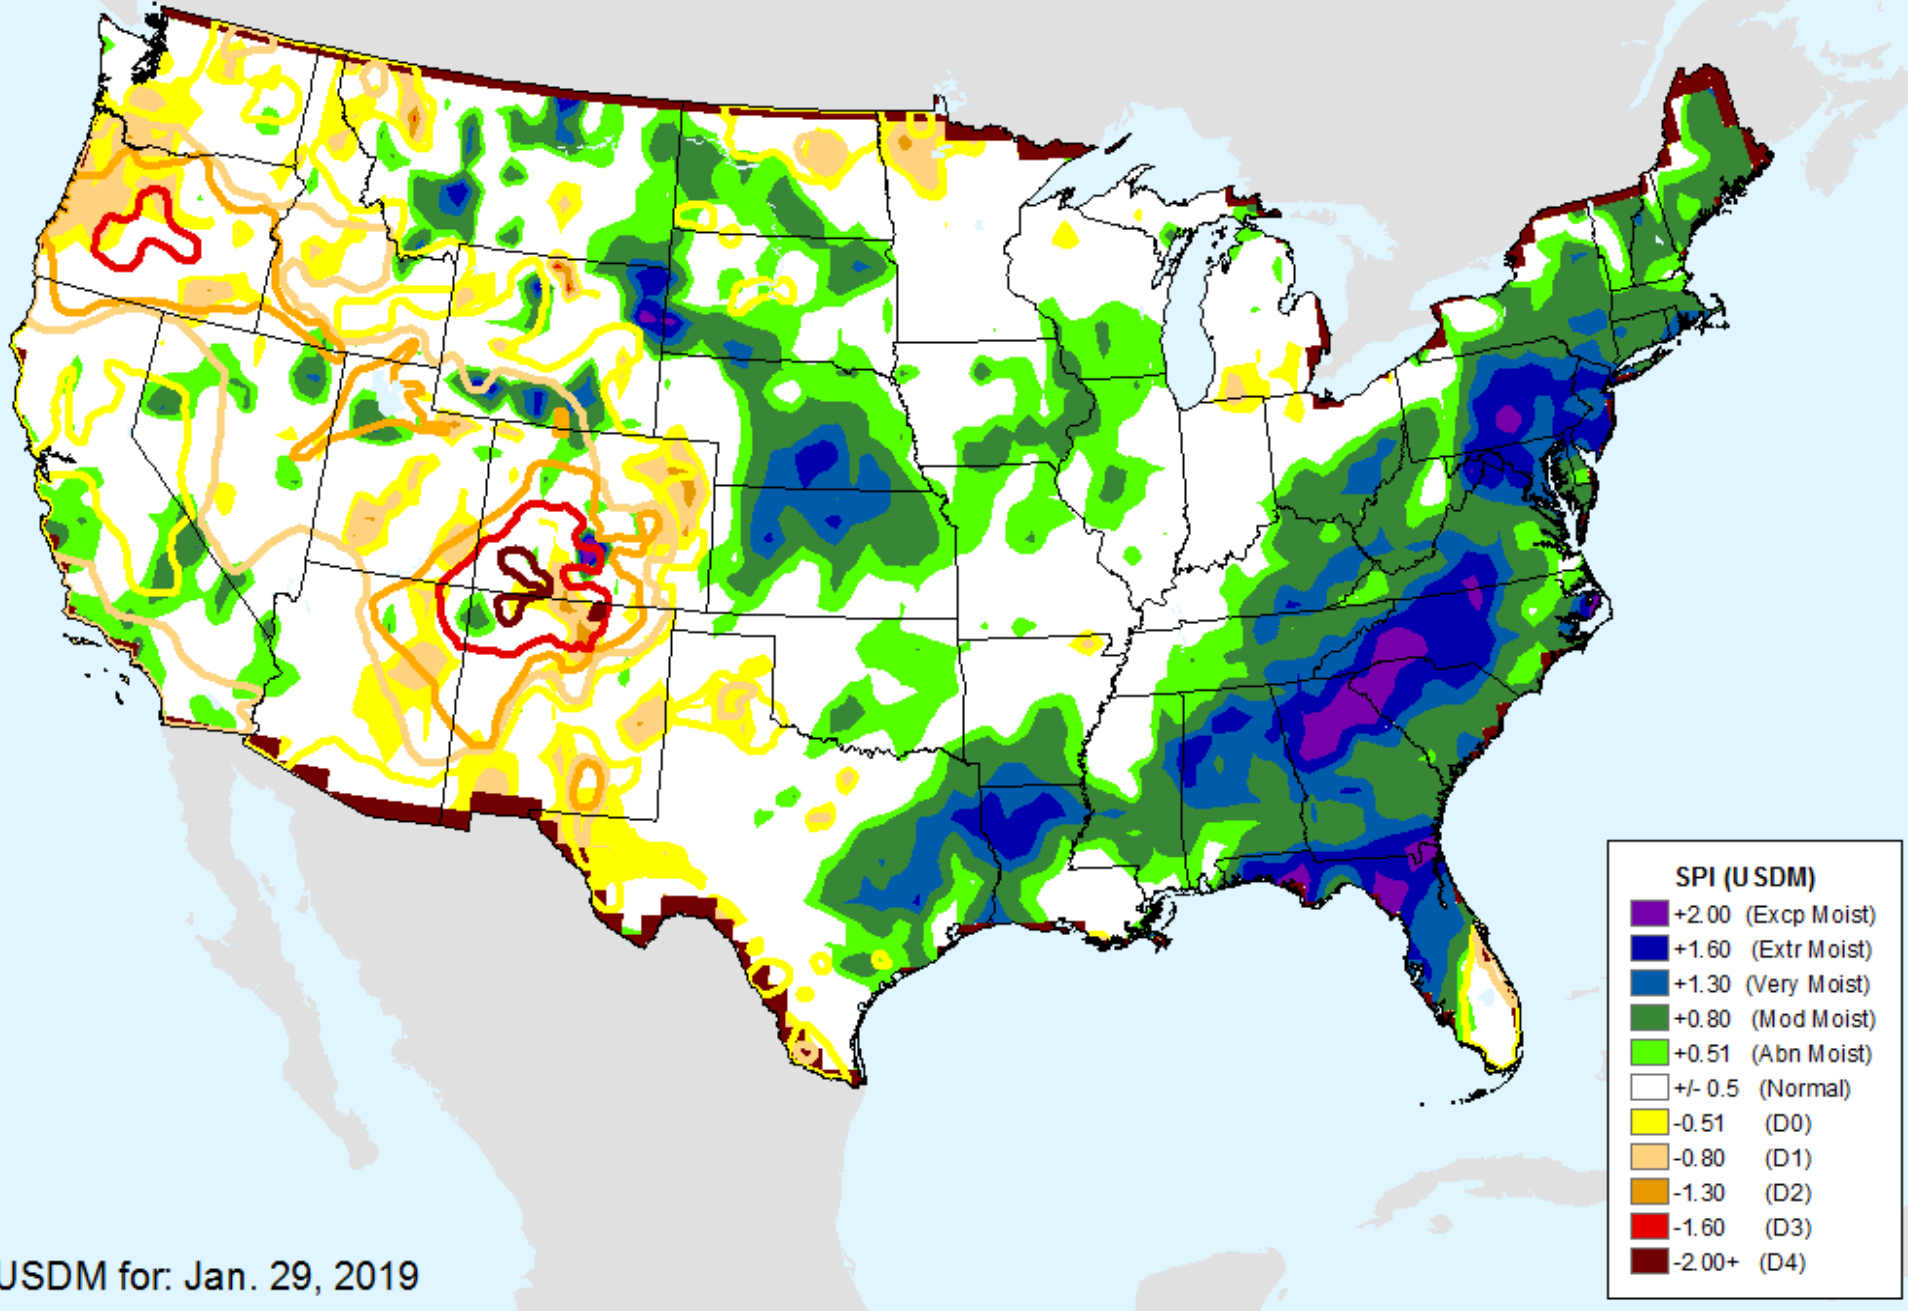 SPI (USDM)
+2.00 (Excp Moist)
+1.60 (Extr Moist)
+1.30 (Very Moist)
+0.80 (Mod Moist)
+0.51 (Abn Moist)
+/- 0.5 (Normal)
-0.51 (D0)
-0.80 (D1)
-1.30 (D2)
-1.60 (D3)
-2.00+ (D4)
USDM for: Jan. 29, 2019